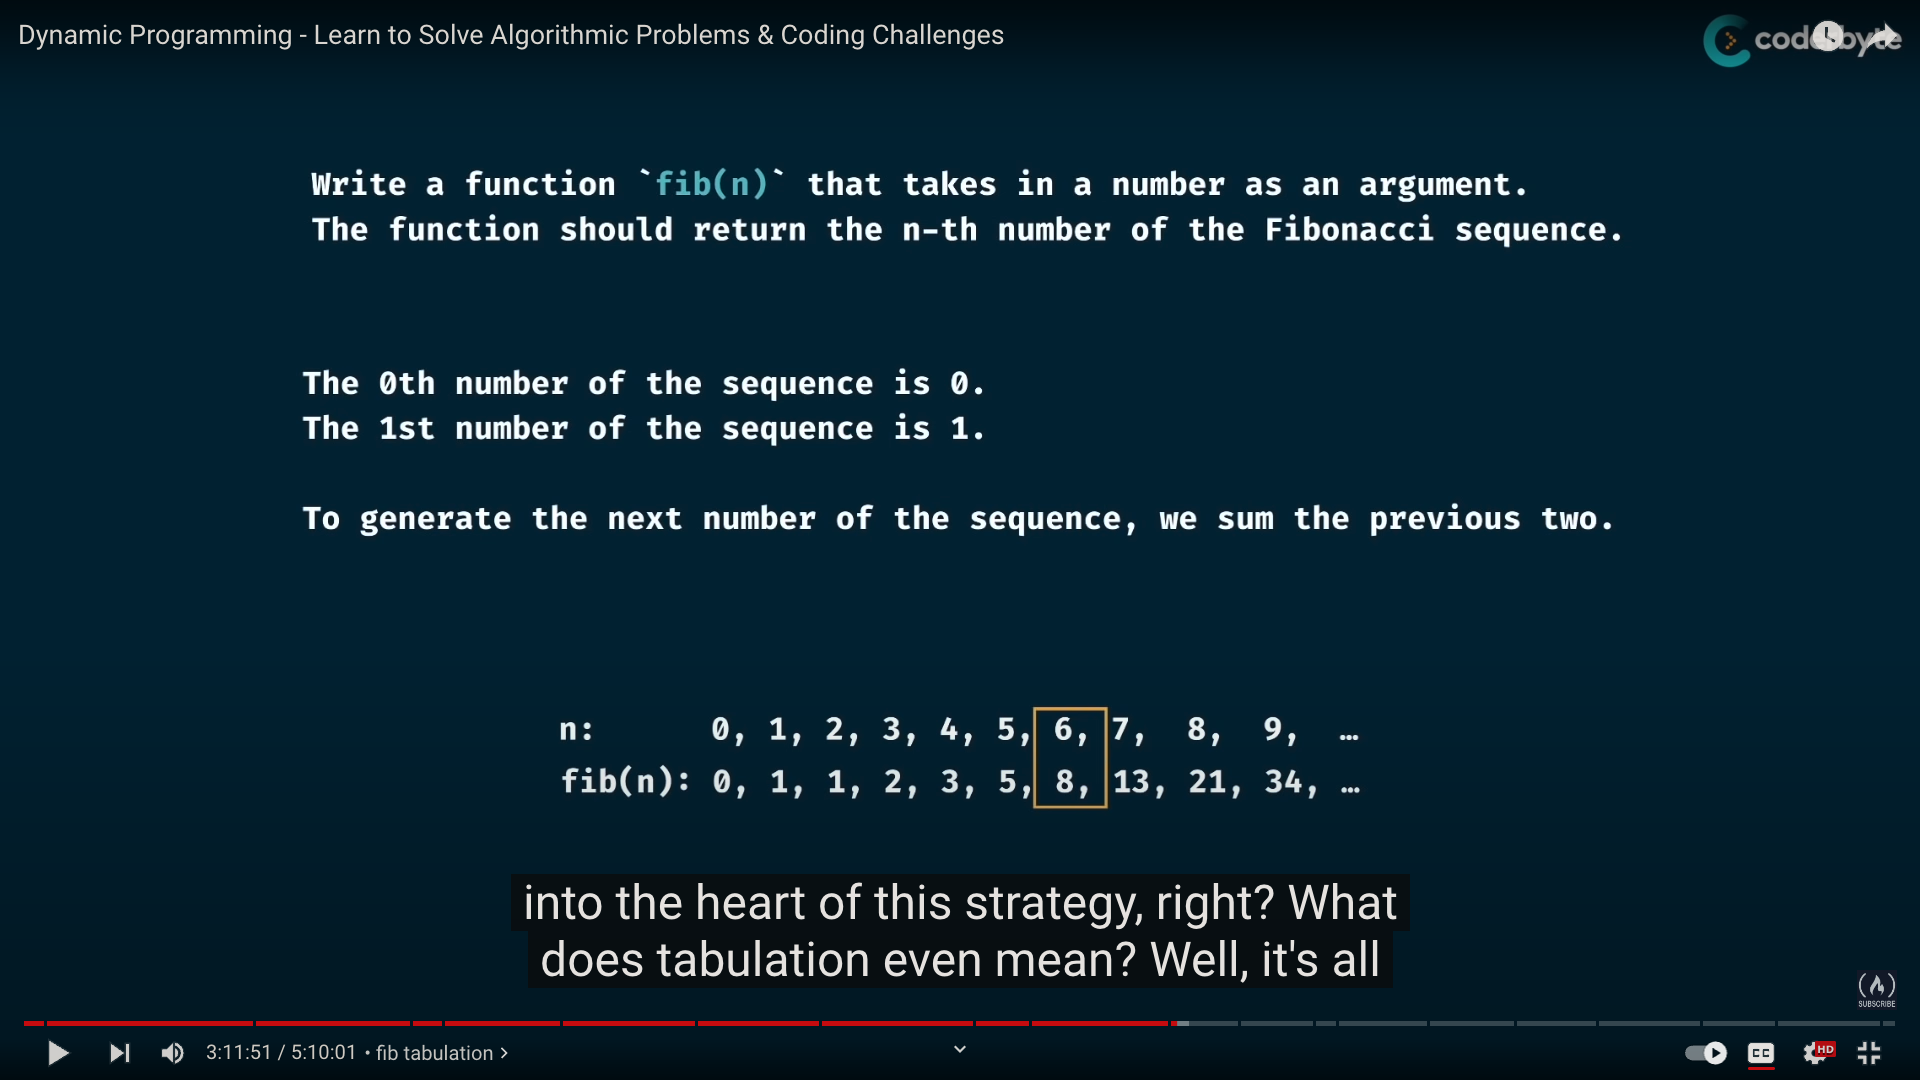 Dynamic Programming - Learn to Solve Algorithmic Problems & Coding Challenges
coderbyte
Write a function `fib(n)` that takes in a number as an argument.
The function should return the n-th number of the Fibonacci sequence.
The 0th number of the sequence is 0.
The 1st number of the sequence is 1.
To generate the next number of the sequence, we sum the previous two.
n: 0, 1, 2, 3, 4, 5, 6, 7, 8, 9, …
fib(n): 0, 1, 1, 2, 3, 5, 8, 13, 21, 34, …
into the heart of this strategy, right? What
does tabulation even mean? Well, it's all
SUBSCRIBE
3:11:51 / 5:10:01 • fib tabulation >
CC
HD